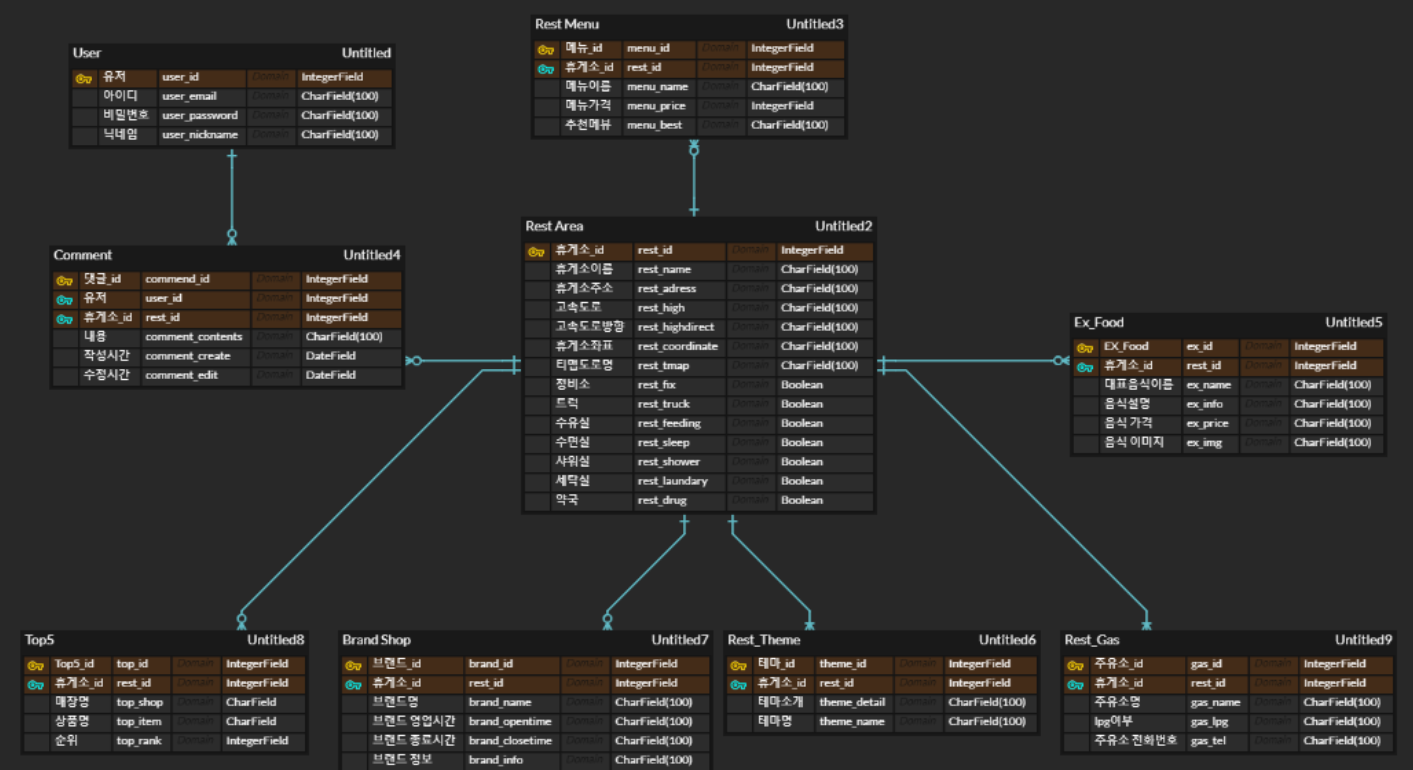 Rest Menu Untitled3
메뉴_id menu_id Domain IntegerField
휴게소_id rest_id Domain IntegerField
메뉴이름 menu_name Domain CharField(100)
메뉴가격 menu_price Domain IntegerField
추천메뷰 menu_best Domain CharField(100)
User Untitled
유저 user_id Domain IntegerField
아이디 user_email Domain CharField(100)
비밀번호 user_password Domain CharField(100)
닉네임 user_nickname Domain CharField(100)
Rest Area Untitled2
휴게소_id rest_id Domain IntegerField
휴게소이름 rest_name Domain CharField(100)
휴게소주소 rest_adress Domain CharField(100)
고속도로 rest_high Domain CharField(100)
고속도로방향 rest_highdirect Domain CharField(100)
휴게소좌표 rest_coordinate Domain CharField(100)
티맵도로명 rest_tmap Domain CharField(100)
정비소 rest_fix Domain Boolean
트럭 rest_truck Domain Boolean
수유실 rest_feeding Domain Boolean
수면실 rest_sleep Domain Boolean
샤워실 rest_shower Domain Boolean
세탁실 rest_laundary Domain Boolean
약국 rest_drug Domain Boolean
Comment Untitled4
댓글_id commend_id Domain IntegerField
유저 user_id Domain IntegerField
휴게소_id rest_id Domain IntegerField
내용 comment_contents Domain CharField(100)
작성시간 comment_create Domain DateField
수정시간 comment_edit Domain DateField
Ex_Food Untitled5
EX_Food ex_id Domain IntegerField
휴게소_id rest_id Domain IntegerField
대표음식이름 ex_name Domain CharField(100)
음식설명 ex_info Domain CharField(100)
음식 가격 ex_price Domain CharField(100)
음식 이미지 ex_img Domain CharField(100)
Top5 Untitled8
Top5_id top_id Domain IntegerField
휴게소_id rest_id Domain IntegerField
매장명 top_shop Domain CharField
상품명 top_item Domain CharField
순위 top_rank Domain IntegerField
Brand Shop Untitled7
브랜드_id brand_id Domain IntegerField
휴게소_id rest_id Domain IntegerField
브랜드명 brand_name Domain CharField(100)
브랜드 영업시간 brand_opentime Domain CharField(100)
브랜드 종료시간 brand_closetime Domain CharField(100)
브랜드 정보 brand_info Domain CharField(100)
Rest_Theme Untitled6
테마_id theme_id Domain IntegerField
휴게소_id rest_id Domain IntegerField
테마소개 theme_detail Domain CharField(100)
테마명 theme_name Domain CharField(100)
Rest_Gas Untitled9
주유소_id gas_id Domain IntegerField
휴게소_id rest_id Domain IntegerField
주유소명 gas_name Domain CharField(100)
lpg여부 gas_lpg Domain CharField(100)
주유소 전화번호 gas_tel Domain CharField(100)